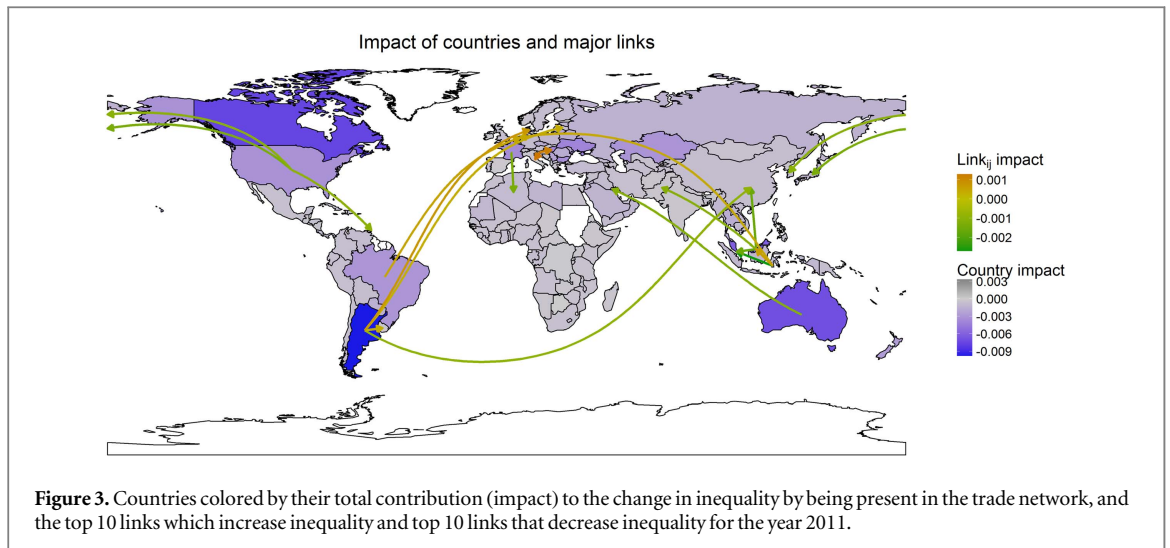 Impact of countries and major links
Linkij impact
0.001
0.000
-0.001
-0.002
Country impact
0.003
0.000
-0.003
-0.006
-0.009
Figure 3. Countries colored by their total contribution (impact) to the change in inequality by being present in the trade network, and
the top 10 links which increase inequality and top 10 links that decrease inequality for the year 2011.